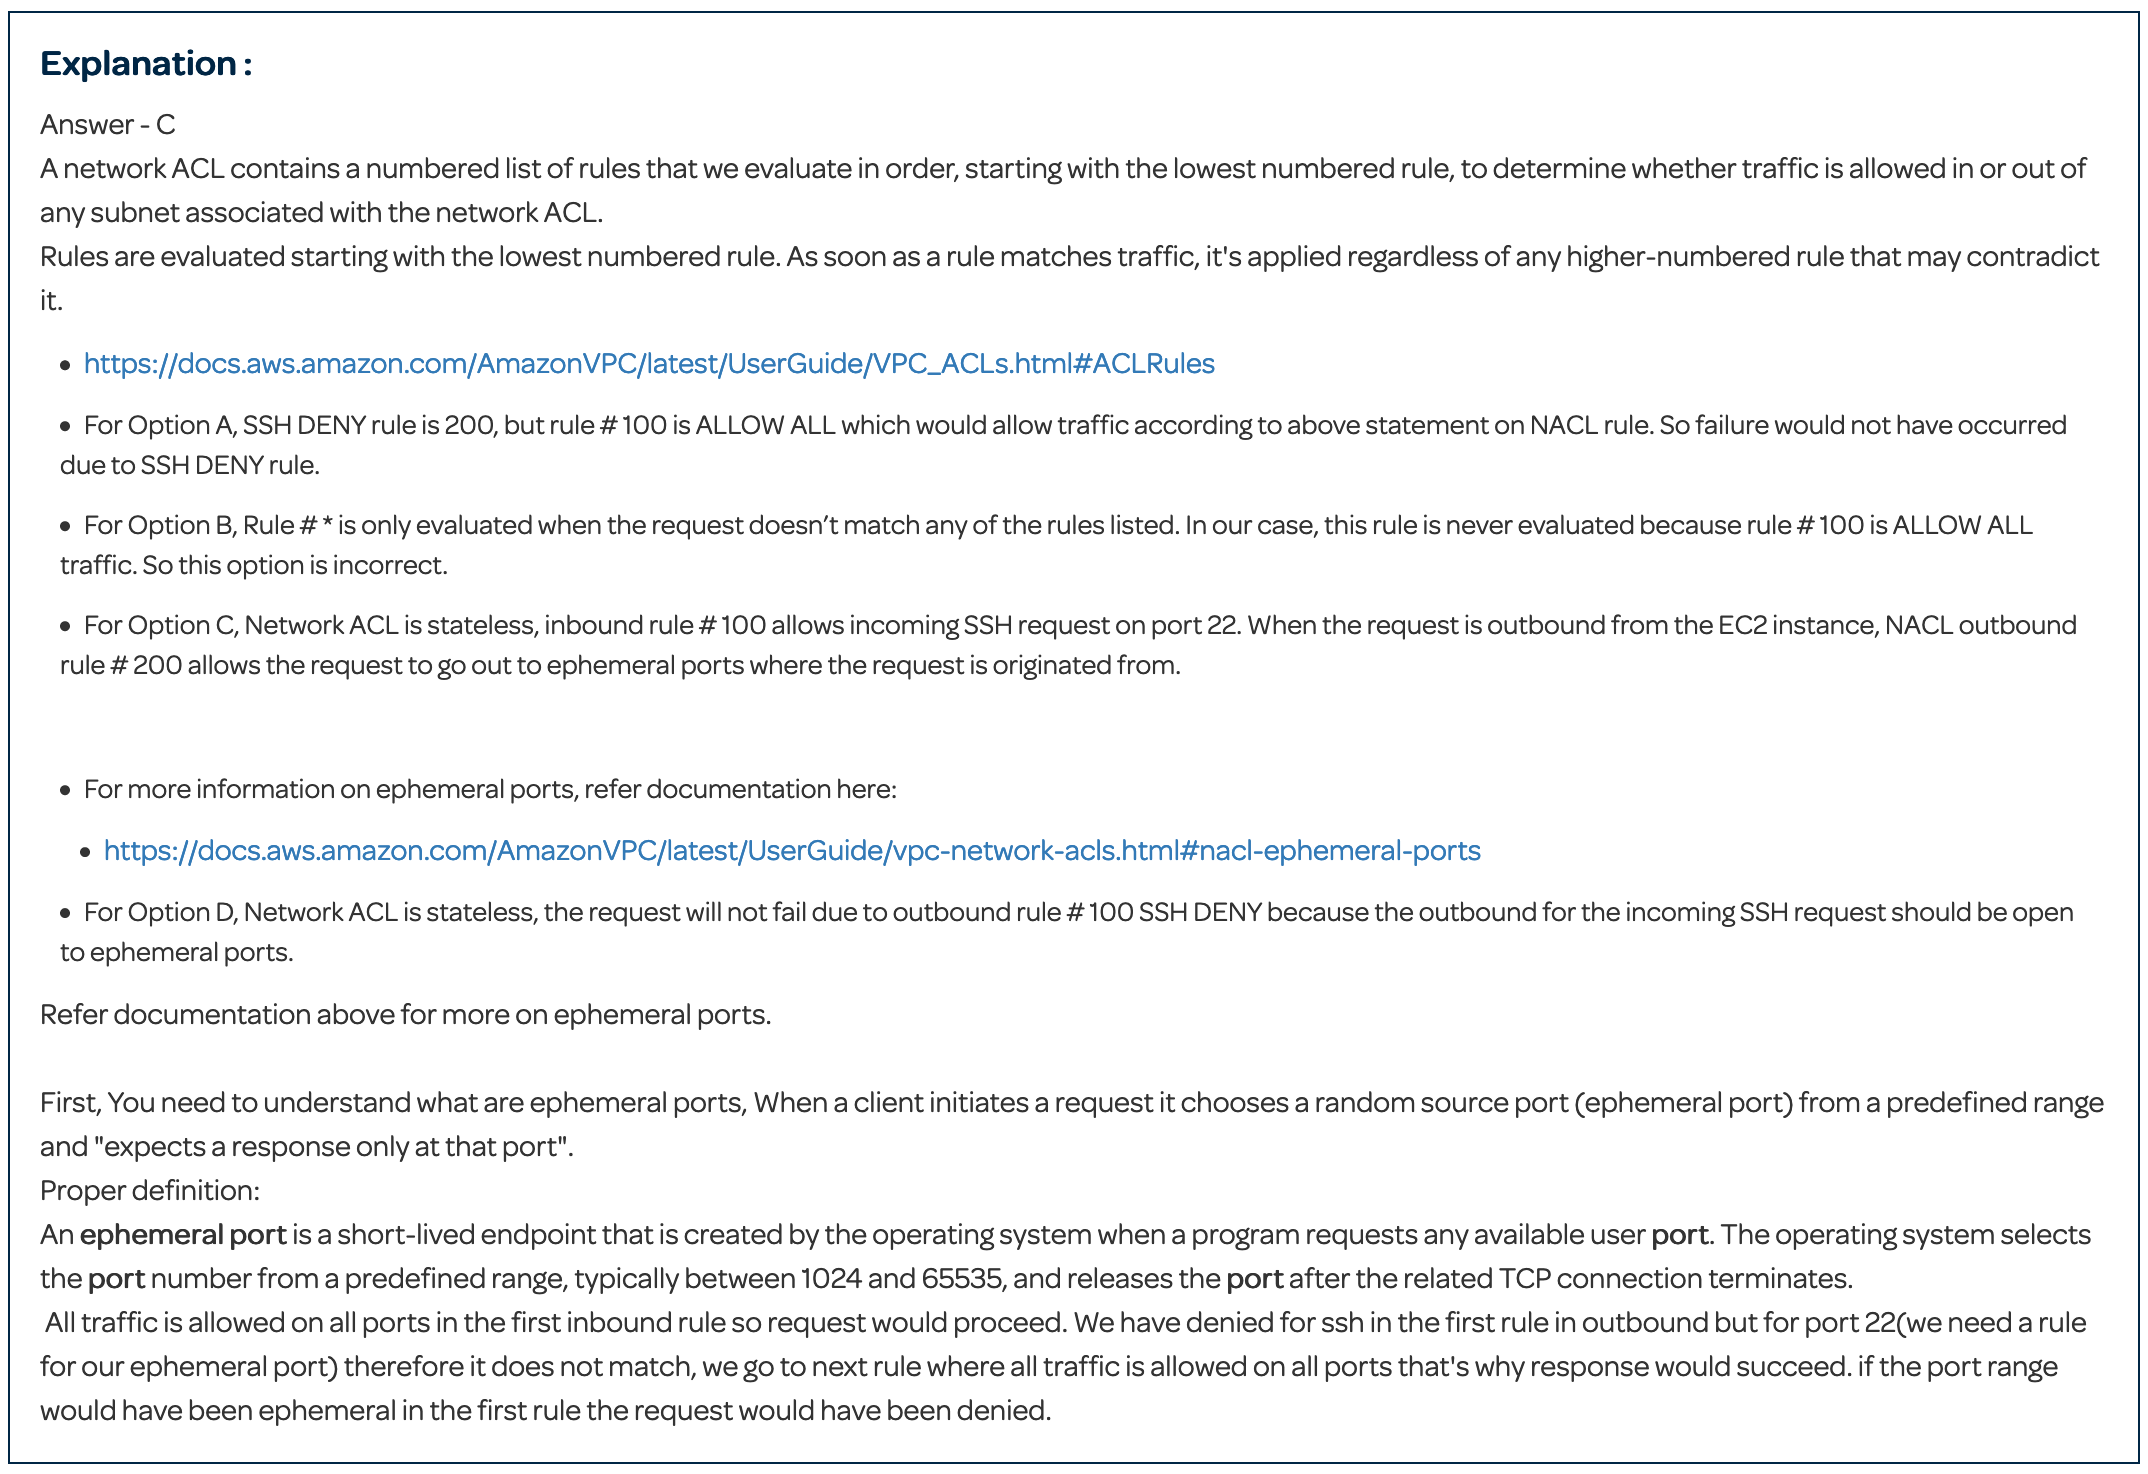 Explanation :
Answer - C
A network ACL contains a numbered list of rules that we evaluate in order, starting with the lowest numbered rule, to determine whether traffic is allowed in or out of
any subnet associated with the network ACL.
Rules are evaluated starting with the lowest numbered rule. As soon as a rule matches traffic, it's applied regardless of any higher-numbered rule that may contradict
it.
• https://docs.aws.amazon.com/AmazonVPC/latest/UserGuide/VPC_ACLs.html#ACLRules
• For Option A, SSH DENY rule is 200, but rule # 100 is ALLOW ALL which would allow traffic according to above statement on NACL rule. So failure would not have occurred
due to SSH DENY rule.
• For Option B, Rule # * is only evaluated when the request doesn’t match any of the rules listed. In our case, this rule is never evaluated because rule # 100 is ALLOW ALL
traffic. So this option is incorrect.
• For Option C, Network ACL is stateless, inbound rule # 100 allows incoming SSH request on port 22. When the request is outbound from the EC2 instance, NACL outbound
rule # 200 allows the request to go out to ephemeral ports where the request is originated from.
• For more information on ephemeral ports, refer documentation here:
• https://docs.aws.amazon.com/AmazonVPC/latest/UserGuide/vpc-network-acls.html#nacl-ephemeral-ports
• For Option D, Network ACL is stateless, the request will not fail due to outbound rule # 100 SSH DENY because the outbound for the incoming SSH request should be open
to ephemeral ports.
Refer documentation above for more on ephemeral ports.
First, You need to understand what are ephemeral ports, When a client initiates a request it chooses a random source port (ephemeral port) from a predefined range
and "expects a response only at that port".
Proper definition:
An ephemeral port is a short-lived endpoint that is created by the operating system when a program requests any available user port. The operating system selects
the port number from a predefined range, typically between 1024 and 65535, and releases the port after the related TCP connection terminates.
All traffic is allowed on all ports in the first inbound rule so request would proceed. We have denied for ssh in the first rule in outbound but for port 22(we need a rule
for our ephemeral port) therefore it does not match, we go to next rule where all traffic is allowed on all ports that's why response would succeed. if the port range
would have been ephemeral in the first rule the request would have been denied.